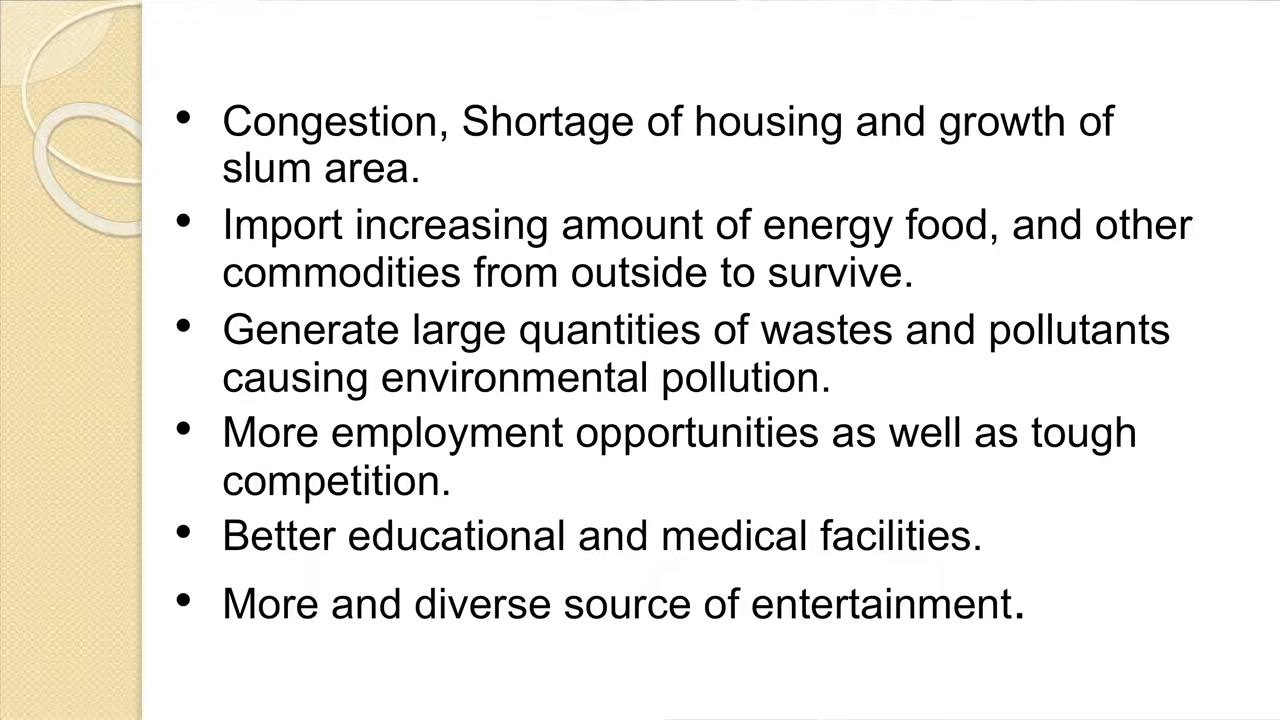 • Congestion, Shortage of housing and growth of
slum area.
• Import increasing amount of energy food, and other
commodities from outside to survive.
• Generate large quantities of wastes and pollutants
causing environmental pollution.
• More employment opportunities as well as tough
competition.
• Better educational and medical facilities.
• More and diverse source of entertainment.